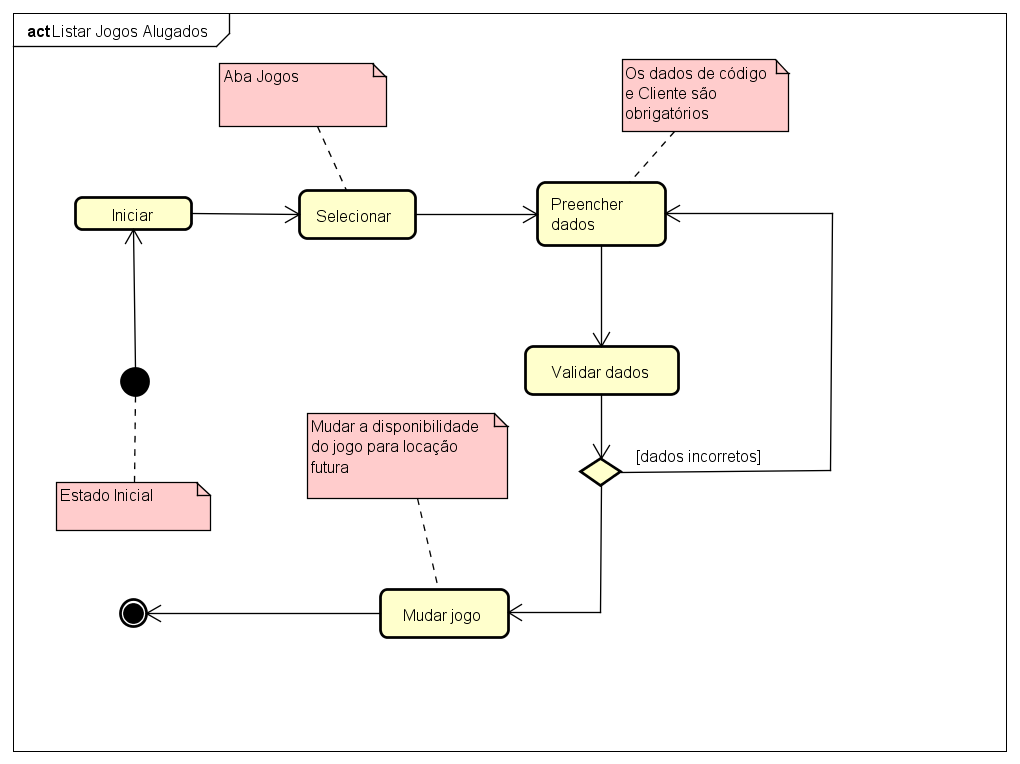 act Listar Jogos Alugados
Aba Jogos
Os dados de código
e Cliente são
obrigatórios
Iniciar
Selecionar
Preencher
dados
Validar dados
Mudar a disponibilidade
do jogo para locação
futura
[dados incorretos]
Estado Inicial
Mudar jogo